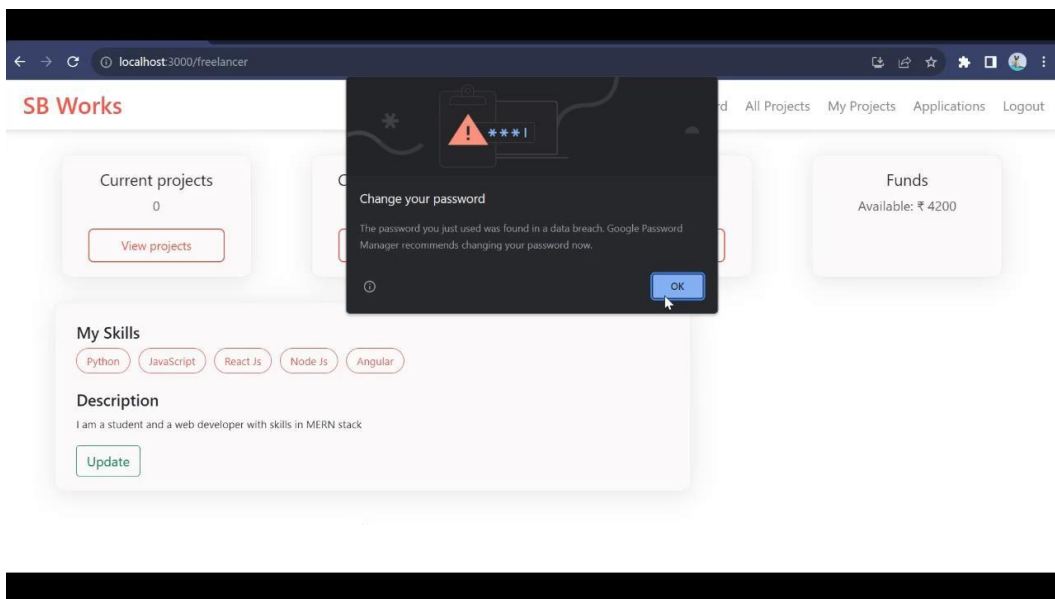 localhost:3000/freelancer
SB Works
All Projects My Projects Applications Logout
***
Change your password
The password you just used was found in a data breach. Google Password
Manager recommends changing your password now.
OK
Current projects
0
View projects
Funds
Available: ₹ 4200
My Skills
Python JavaScript React Js Node Js Angular
Description
I am a student and a web developer with skills in MERN stack
Update